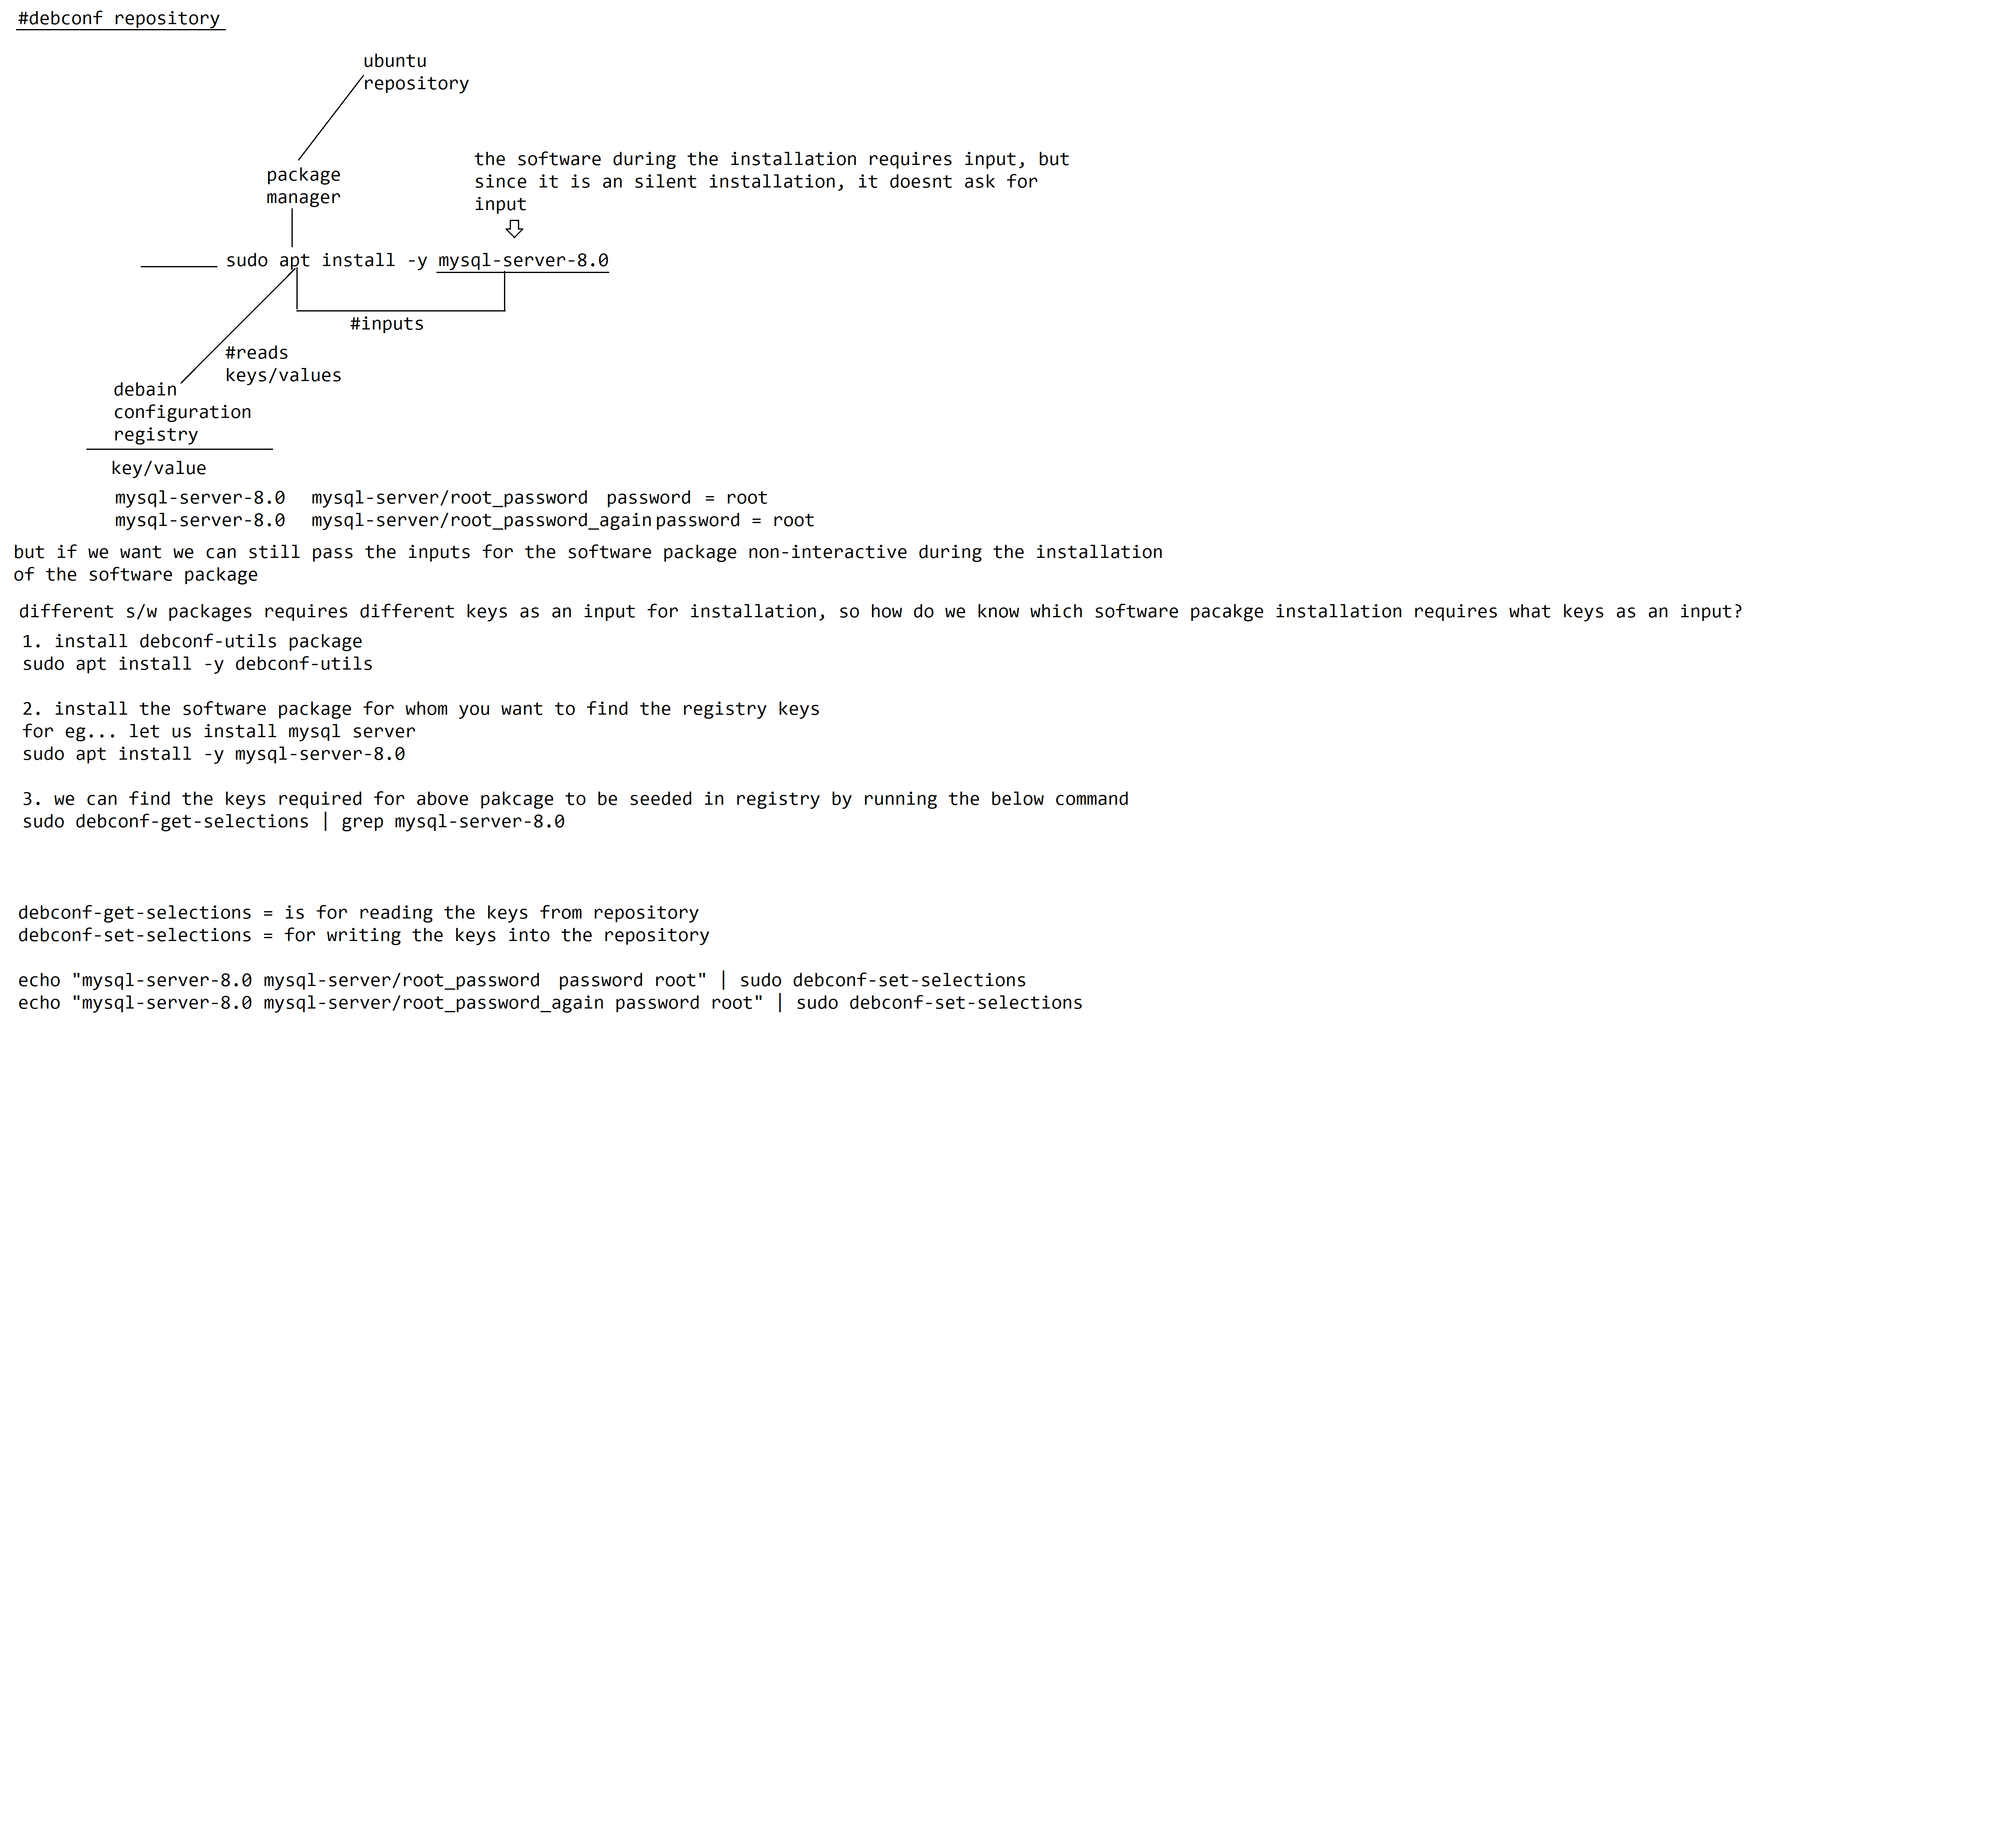 #debconf repository
ubuntu
repository
the software during the installation requires input, but
since it is an silent installation, it doesnt ask for
input
package
manager
sudo apt install -y mysql-server-8.0
#inputs
#reads
keys/values
debain
configuration
registry
key/value
mysql-server-8.0 mysql-server/root_password password = root
mysql-server-8.0 mysql-server/root_password_again password = root
but if we want we can still pass the inputs for the software package non-interactive during the installation
of the software package
different s/w packages requires different keys as an input for installation, so how do we know which software pacakge installation requires what keys as an input?
1. install debconf-utils package
sudo apt install -y debconf-utils
2. install the software package for whom you want to find the registry keys
for eg... let us install mysql server
sudo apt install -y mysql-server-8.0
3. we can find the keys required for above pakcage to be seeded in registry by running the below command
sudo debconf-get-selections | grep mysql-server-8.0
debconf-get-selections = is for reading the keys from repository
debconf-set-selections = for writing the keys into the repository
echo "mysql-server-8.0 mysql-server/root_password password root" | sudo debconf-set-selections
echo "mysql-server-8.0 mysql-server/root_password_again password root" | sudo debconf-set-selections